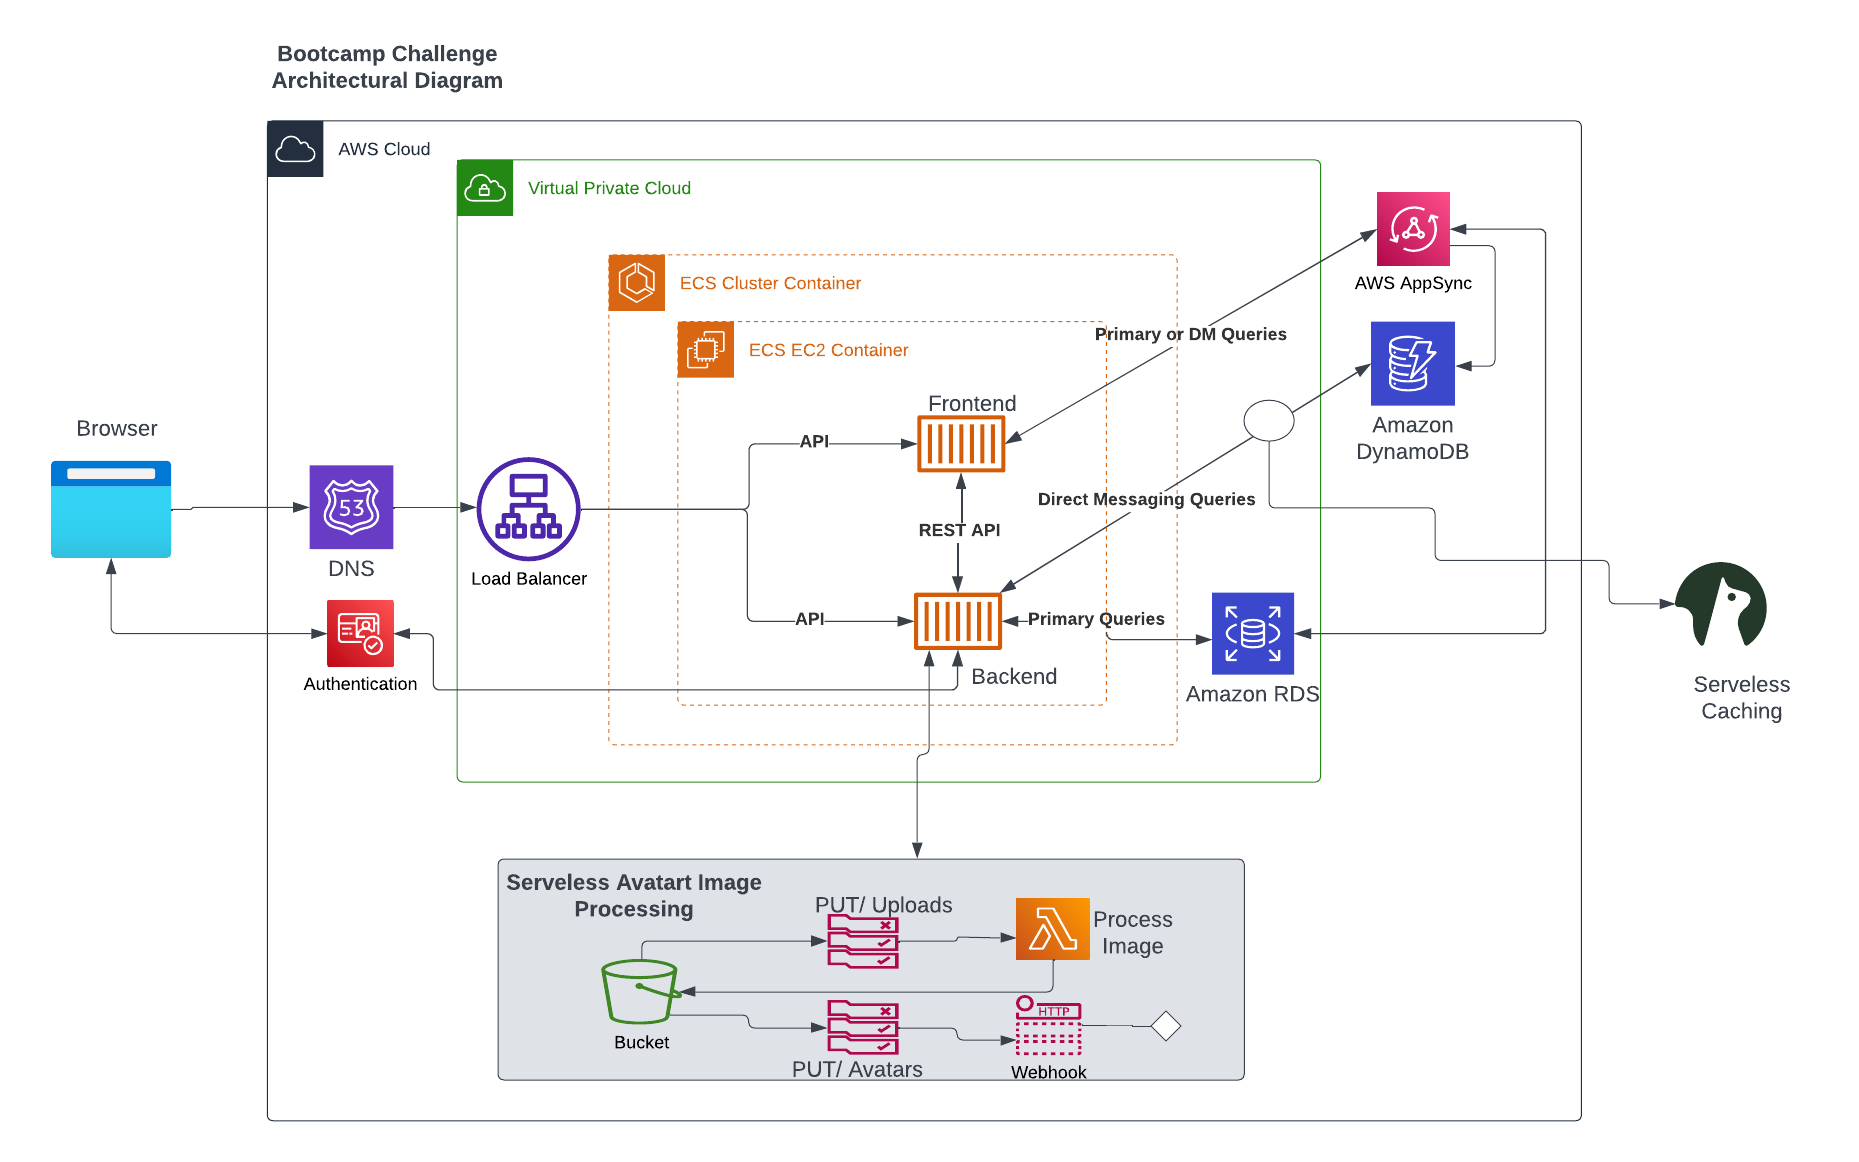 Bootcamp Challenge
Architectural Diagram
AWS Cloud
Virtual Private Cloud
ECS Cluster Container
ECS EC2 Container
AWS AppSync
Primary or DM Queries
Amazon
DynamoDB
Browser
Frontend
API
53
DNS
Load Balancer
Direct Messaging Queries
REST API
API
Primary Queries
Authentication
Backend
Amazon RDS
Serveless
Caching
Serveless Avatart Image
Processing
PUT/ Uploads
Process
Image
Bucket
HTTP
PUT/ Avatars
Webhook